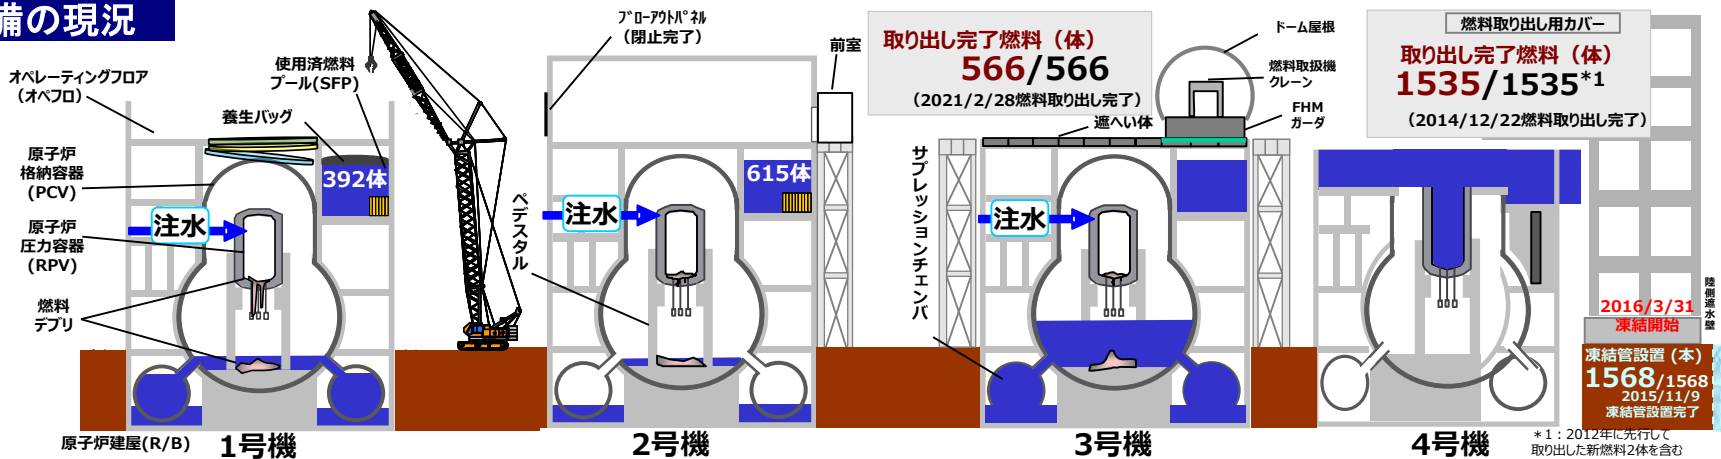 備の現況
オペレーティングフロア
（オペフロ）
使用済燃料
プール(SFP)
養生バッグ
原子炉
格納容器
(PCV)
392体
注水
原子炉
圧力容器
(RPV)
燃料
デブリ
原子炉建屋(R/B)
1号機
ﾌﾞﾛｰｱｳﾄﾊﾟﾈﾙ
（閉止完了）
前室
615体
注水
ペデスタル
2号機
取り出し完了燃料（体）
566/566
（2021/2/28燃料取り出し完了）
遮へい体
ドーム屋根
燃料取扱機
クレーン
FHM
ガーダ
サプレッションチェンバ
注水
3号機
燃料取り出し用カバー
取り出し完了燃料（体）
1535/1535*1
（2014/12/22燃料取り出し完了）
陸側遮水壁
2016/3/31
凍結開始
凍結管設置 (本)
1568/1568
2015/11/9
凍結管設置完了
4号機
＊1：2012年に先行して
取り出した新燃料2体を含む